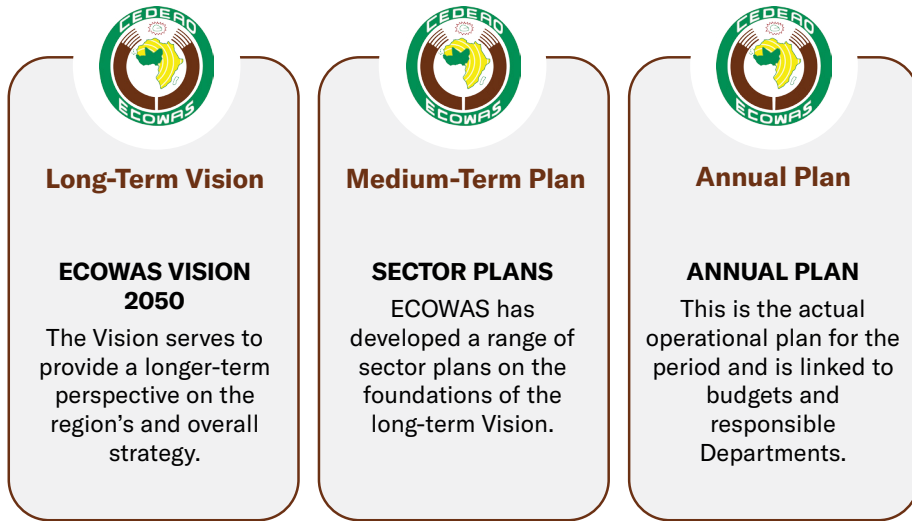 CEDEAO
ECOWAS
Long-Term Vision
ECOWAS VISION
2050
The Vision serves to
provide a longer-term
perspective on the
region's and overall
strategy.
CEDEAO
ECOWAS
Medium-Term Plan
SECTOR PLANS
ECOWAS has
developed a range of
sector plans on the
foundations of the
long-term Vision.
CEDEAO
ECOWAS
Annual Plan
ANNUAL PLAN
This is the actual
operational plan for the
period and is linked to
budgets and
responsible
Departments.